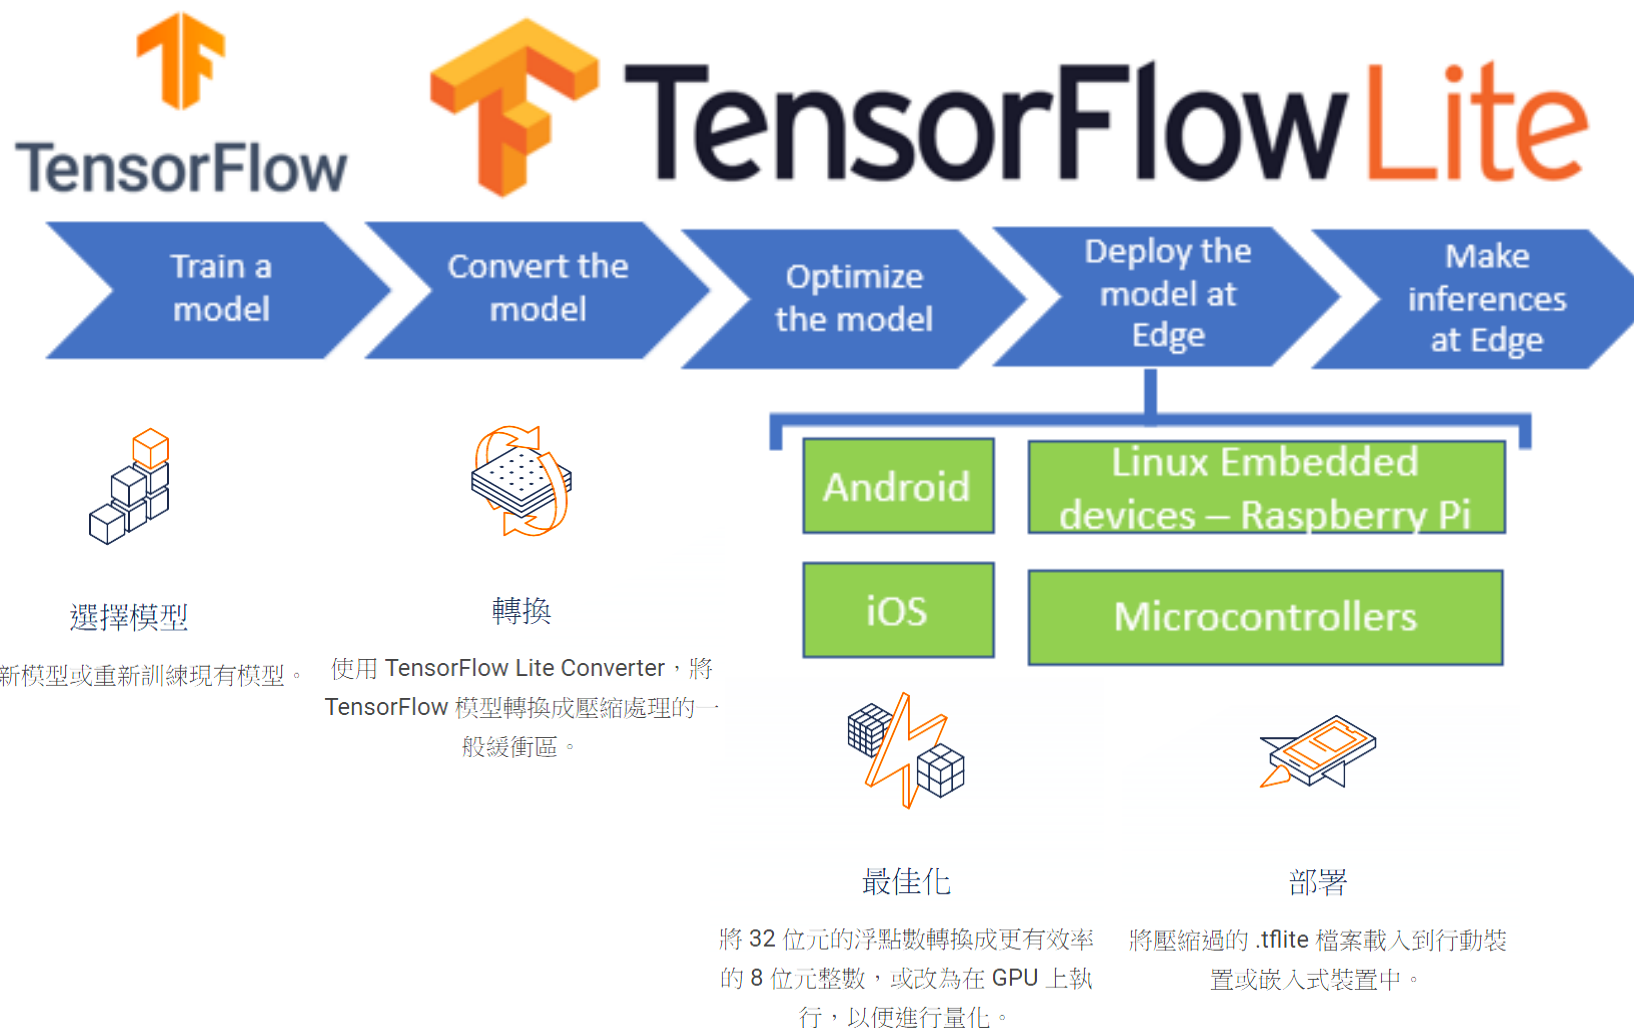 TensorFlow
TensorFlow Lite
Train a
model
Convert the
model
Optimize
the model
Deploy the
model at
Edge
Make
inferences
at Edge
Android
Linux Embedded
devices – Raspberry Pi
iOS
Microcontrollers
選擇模型
新模型或重新訓練現有模型。
轉換
使用 TensorFlow Lite Converter，將
TensorFlow 模型轉換成壓縮處理的一
般緩衝區。
最佳化
將 32 位元的浮點數轉換成更有效率
的 8 位元整數，或改為在 GPU 上執
行，以便進行量化。
部署
將壓縮過的 .tflite 檔案載入到行動裝
置或嵌入式裝置中。